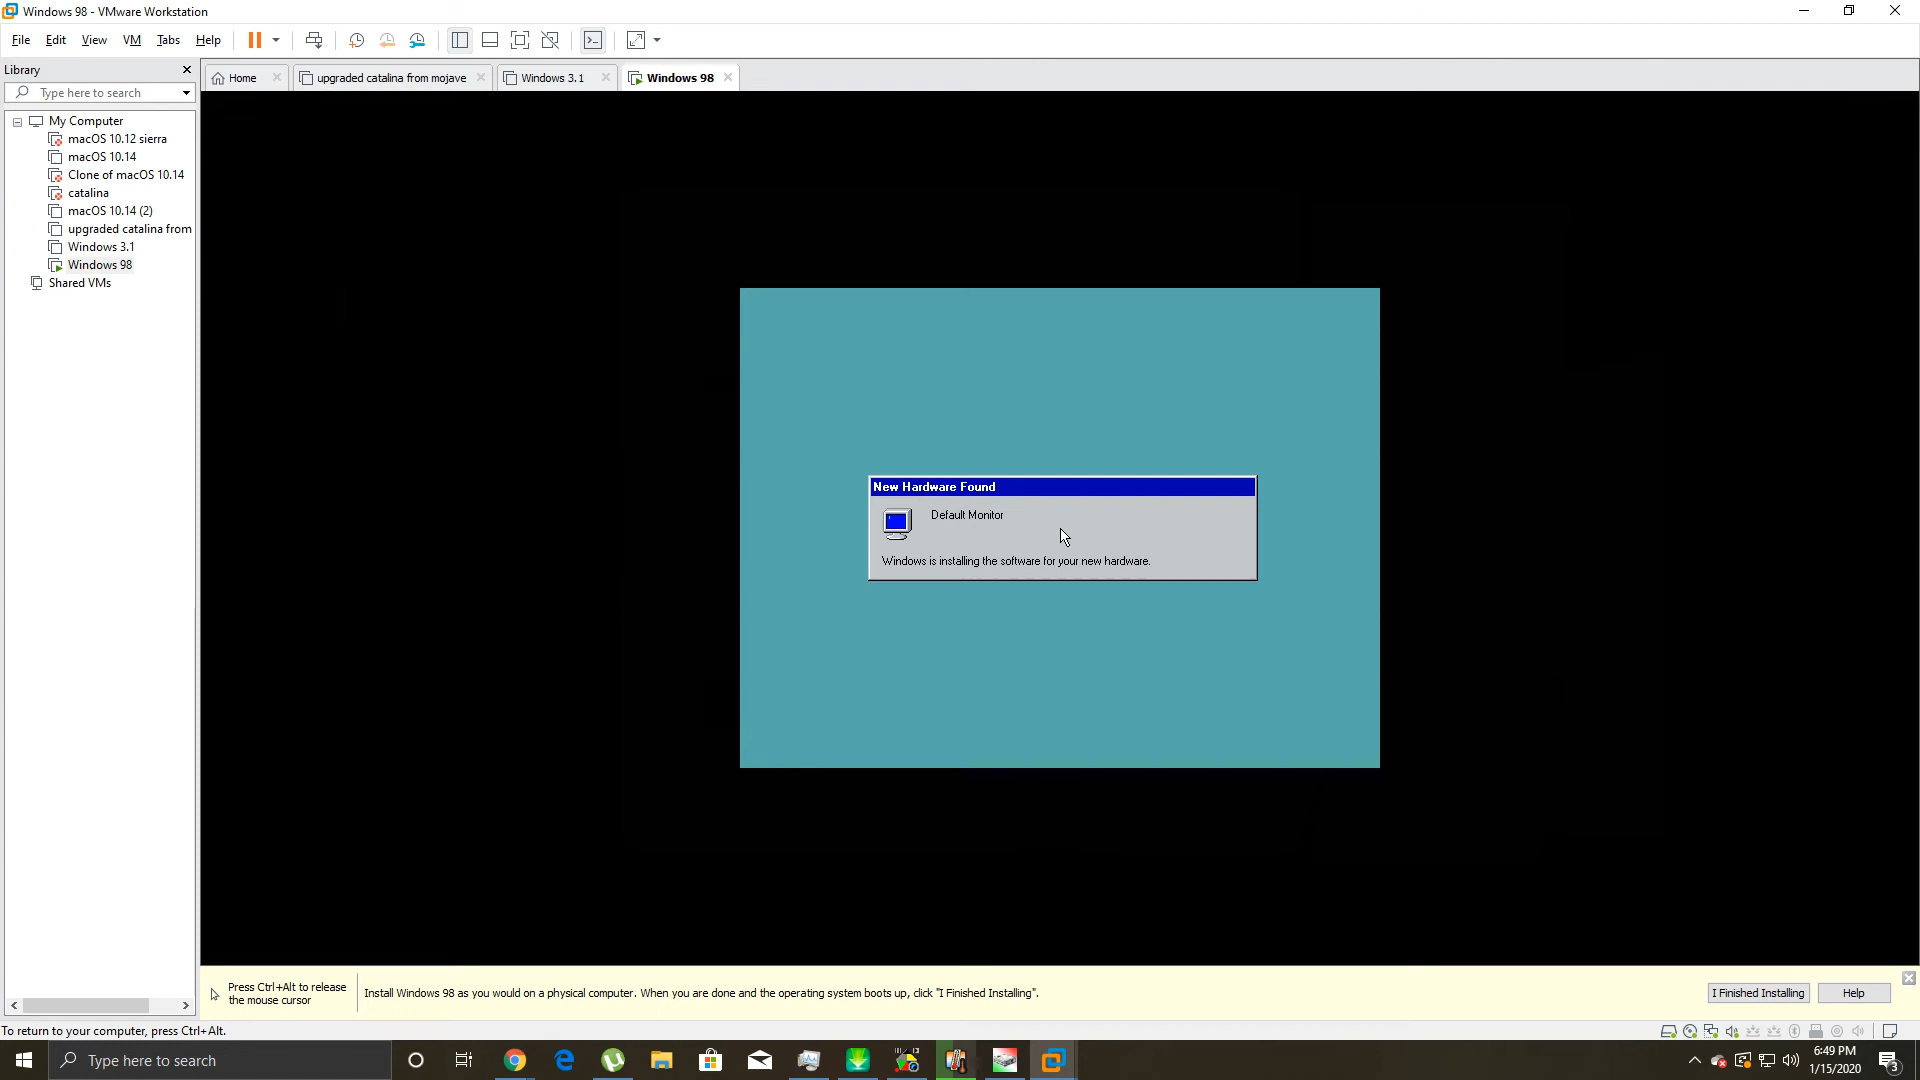 Windows 98 - VMware Workstation
File Edit View VM Tabs Help
Library
Type here to search
Home
upgraded catalina from mojave
Windows 3.1
Windows 98
My Computer
macOS 10.12 sierra
macOS 10.14
Clone of macOS 10.14
catalina
macOS 10.14 (2)
upgraded catalina from
Windows 3.1
Windows 98
Shared VMs
New Hardware Found
Default Monitor
Windows is installing the software for your new hardware.
Press Ctrl+Alt to release
the mouse cursor
Install Windows 98 as you would on a physical computer. When you are done and the operating system boots up, click "I Finished Installing".
I Finished Installing
Help
To return to your computer, press Ctrl+Alt.
Type here to search
6:49 PM
1/15/2020
3